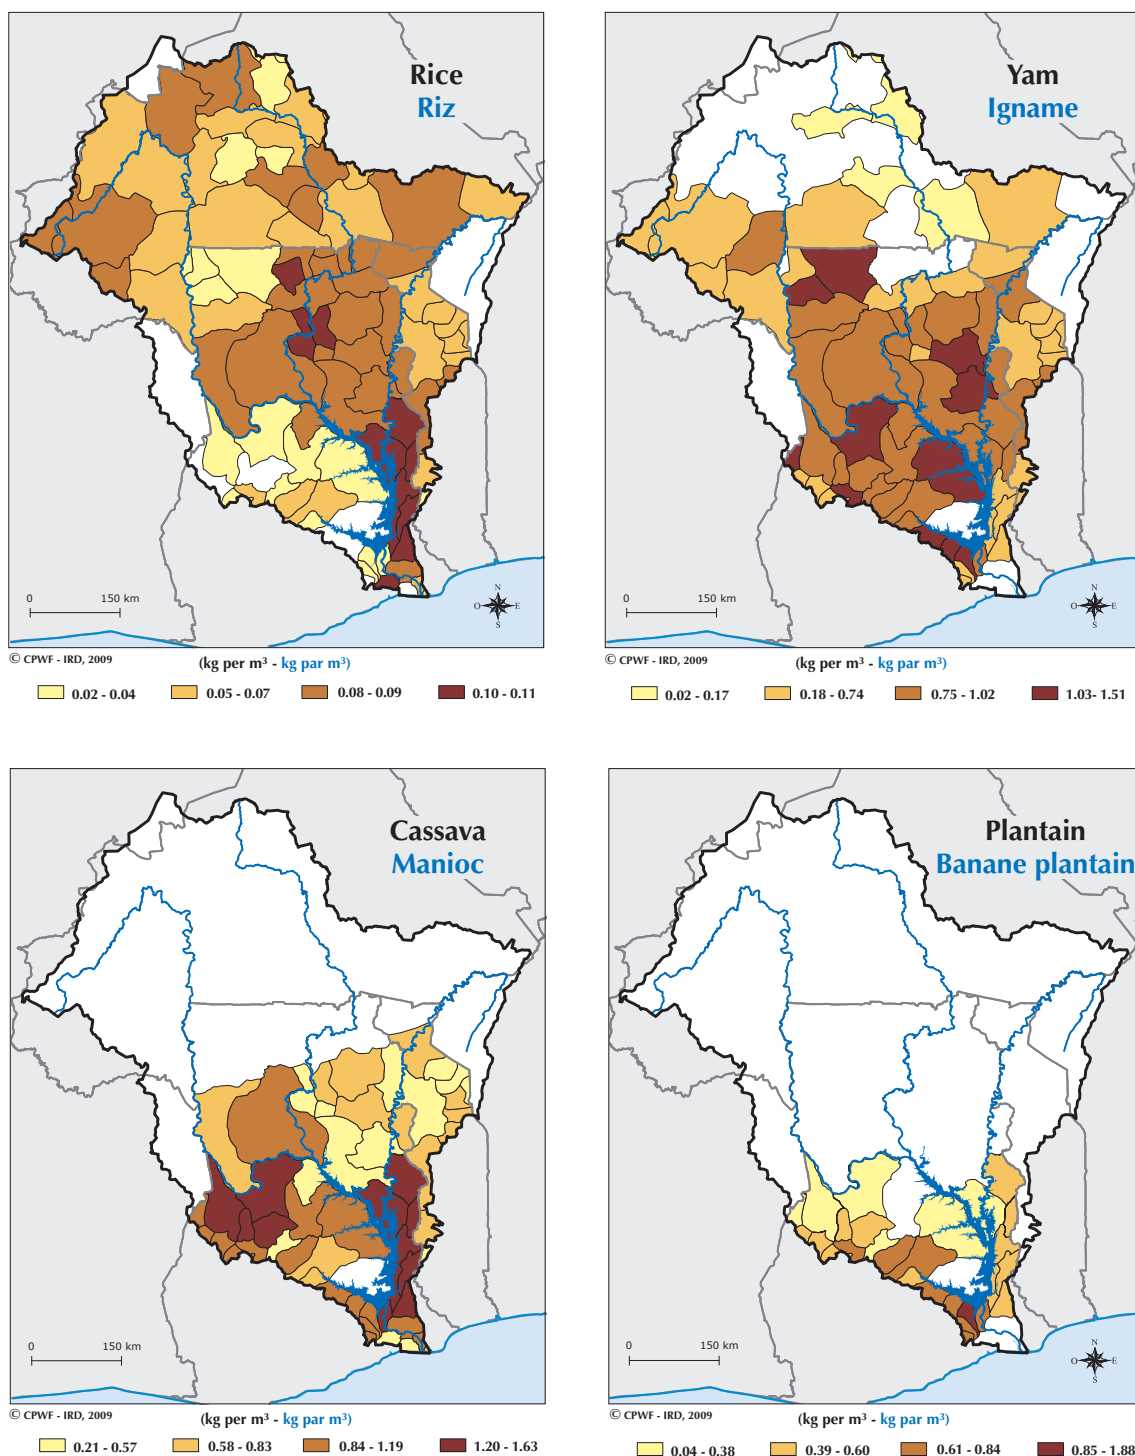 Rice
Riz
N
O
E
S
0 150 km
© CPWF - IRD, 2009
(kg per m³ - kg par m³)
0.02 - 0.04 0.05 - 0.07 0.08 - 0.09 0.10 - 0.11
Yam
Igname
N
O
E
S
0 150 km
© CPWF - IRD, 2009
(kg per m³ - kg par m³)
0.02 - 0.17 0.18 - 0.74 0.75 - 1.02 1.03- 1.51
Cassava
Manioc
0 150 km
© CPWF - IRD, 2009
(kg per m³ - kg par m³)
0.21 - 0.57 0.58 - 0.83 0.84 - 1.19 1.20 - 1.63
Plantain
Banane plantain
N
O
E
S
0 150 km
© CPWF - IRD, 2009
(kg per m³ - kg par m³)
0.04 - 0.38 0.39 - 0.60 0.61 - 0.84 0.85 - 1.88